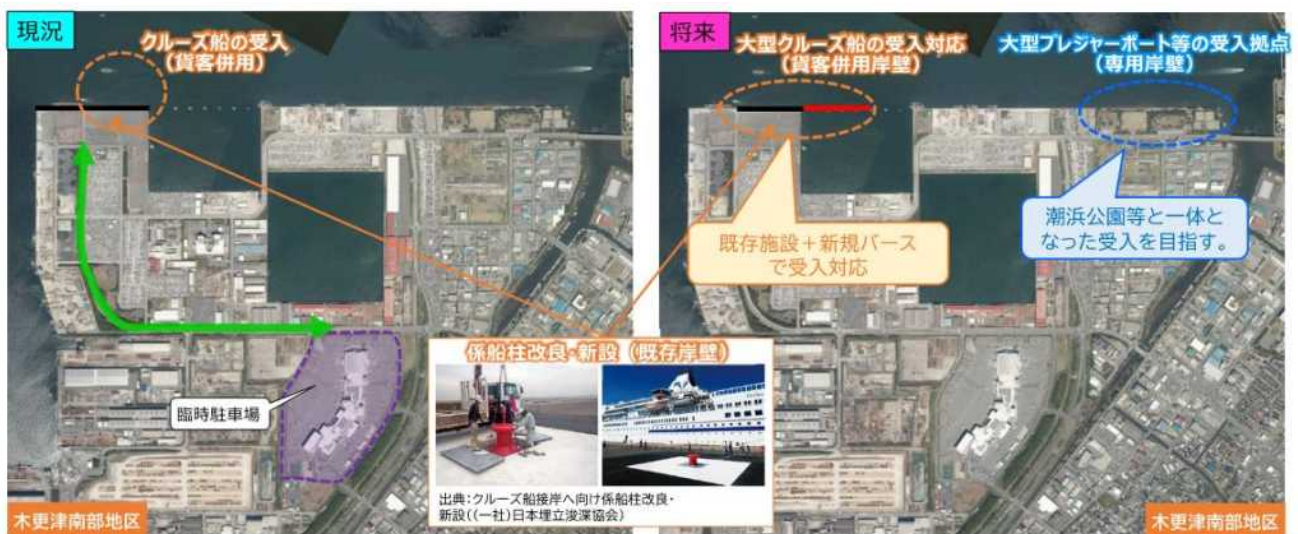 現況
クルーズ船の受入
(貨客併用)
臨時駐車場
木更津南部地区
係船柱改良・新設（既存岸壁）
出典：クルーズ船接岸へ向け係船柱改良・
新設((一社)日本埋立浚渫協会)
将来
大型クルーズ船の受入対応
(貨客併用岸壁)
大型プレジャーボート等の受入拠点
(専用岸壁)
既存施設＋新規バース
で受入対応
潮浜公園等と一体と
なった受入を目指す。
木更津南部地区